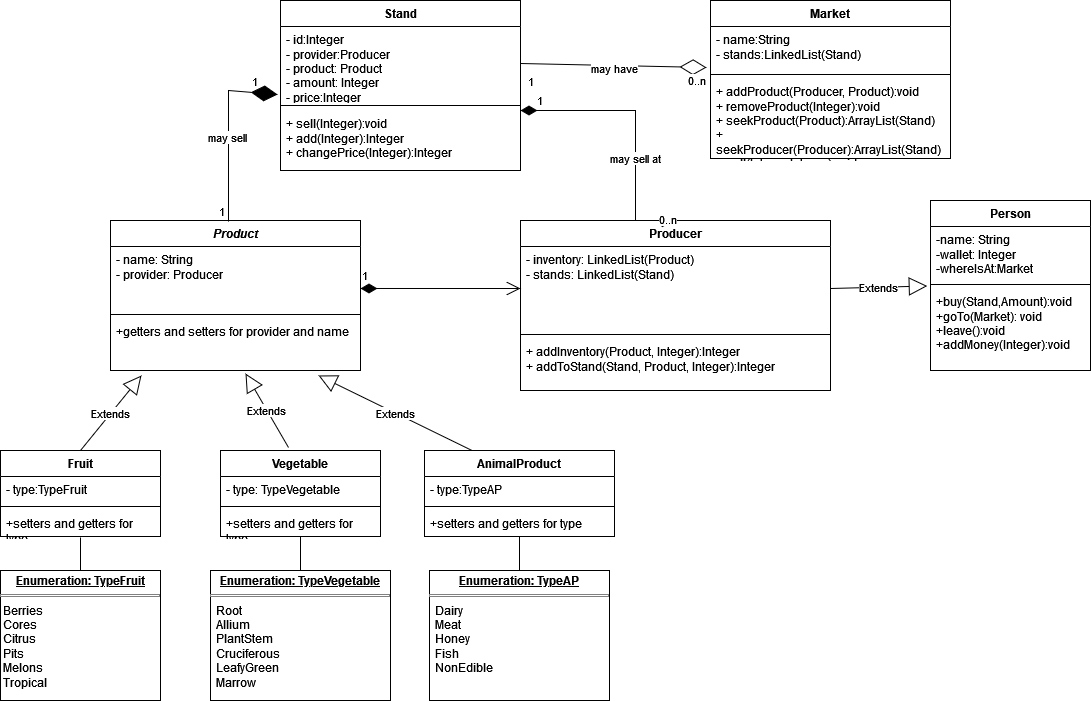 Stand
- id:Integer
- provider:Producer
- product: Product
- amount: Integer
- price:Integer
+ sell(Integer):void
+ add(Integer):Integer
+ changePrice(Integer):Integer
Market
- name:String
- stands:LinkedList(Stand)
+ addProduct(Producer, Product):void
+ removeProduct(Integer):void
+ seekProduct(Product):ArrayList(Stand)
+
seekProducer(Producer):ArrayList(Stand)
may have
1
0..n
1
may sell
1
1
may sell at
0..n
Product
- name: String
- provider: Producer
+getters and setters for provider and name
1
Producer
- inventory: LinkedList(Product)
- stands: LinkedList(Stand)
+ addInventory(Product, Integer):Integer
+ addToStand(Stand, Product, Integer):Integer
Extends
Person
-name: String
-wallet: Integer
-whereIsAt:Market
+buy(Stand,Amount):void
+goTo(Market): void
+leave():void
+addMoney(Integer):void
Extends
Extends
Extends
Fruit
- type:TypeFruit
+setters and getters for
Vegetable
- type: TypeVegetable
+setters and getters for
AnimalProduct
- type:TypeAP
+setters and getters for type
Enumeration: TypeFruit
Berries
Cores
Citrus
Pits
Melons
Tropical
Enumeration: TypeVegetable
Root
Allium
PlantStem
Cruciferous
LeafyGreen
Marrow
Enumeration: TypeAP
Dairy
Meat
Honey
Fish
NonEdible